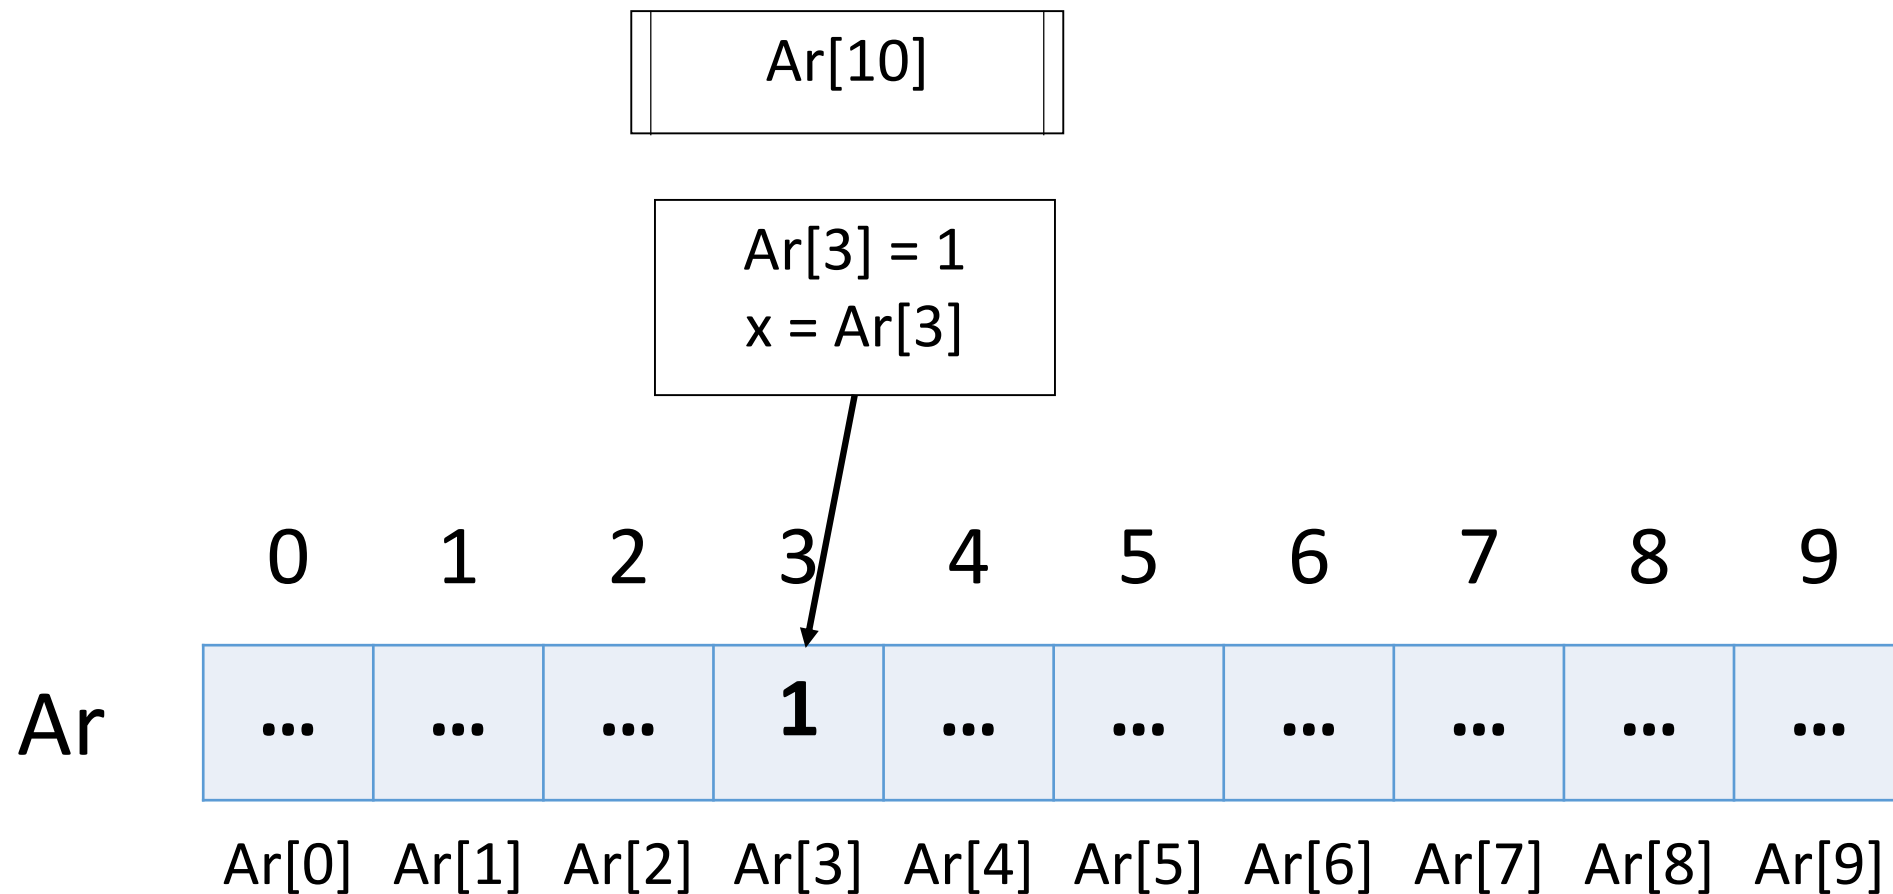 Ar[10]
Ar[3] = 1
x = Ar[3]
0 1 2 3 4 5 6 7 8 9
Ar ... ... ... 1 ... ... ... ... ... ...
Ar[0] Ar[1] Ar[2] Ar[3] Ar[4] Ar[5] Ar[6] Ar[7] Ar[8] Ar[9]